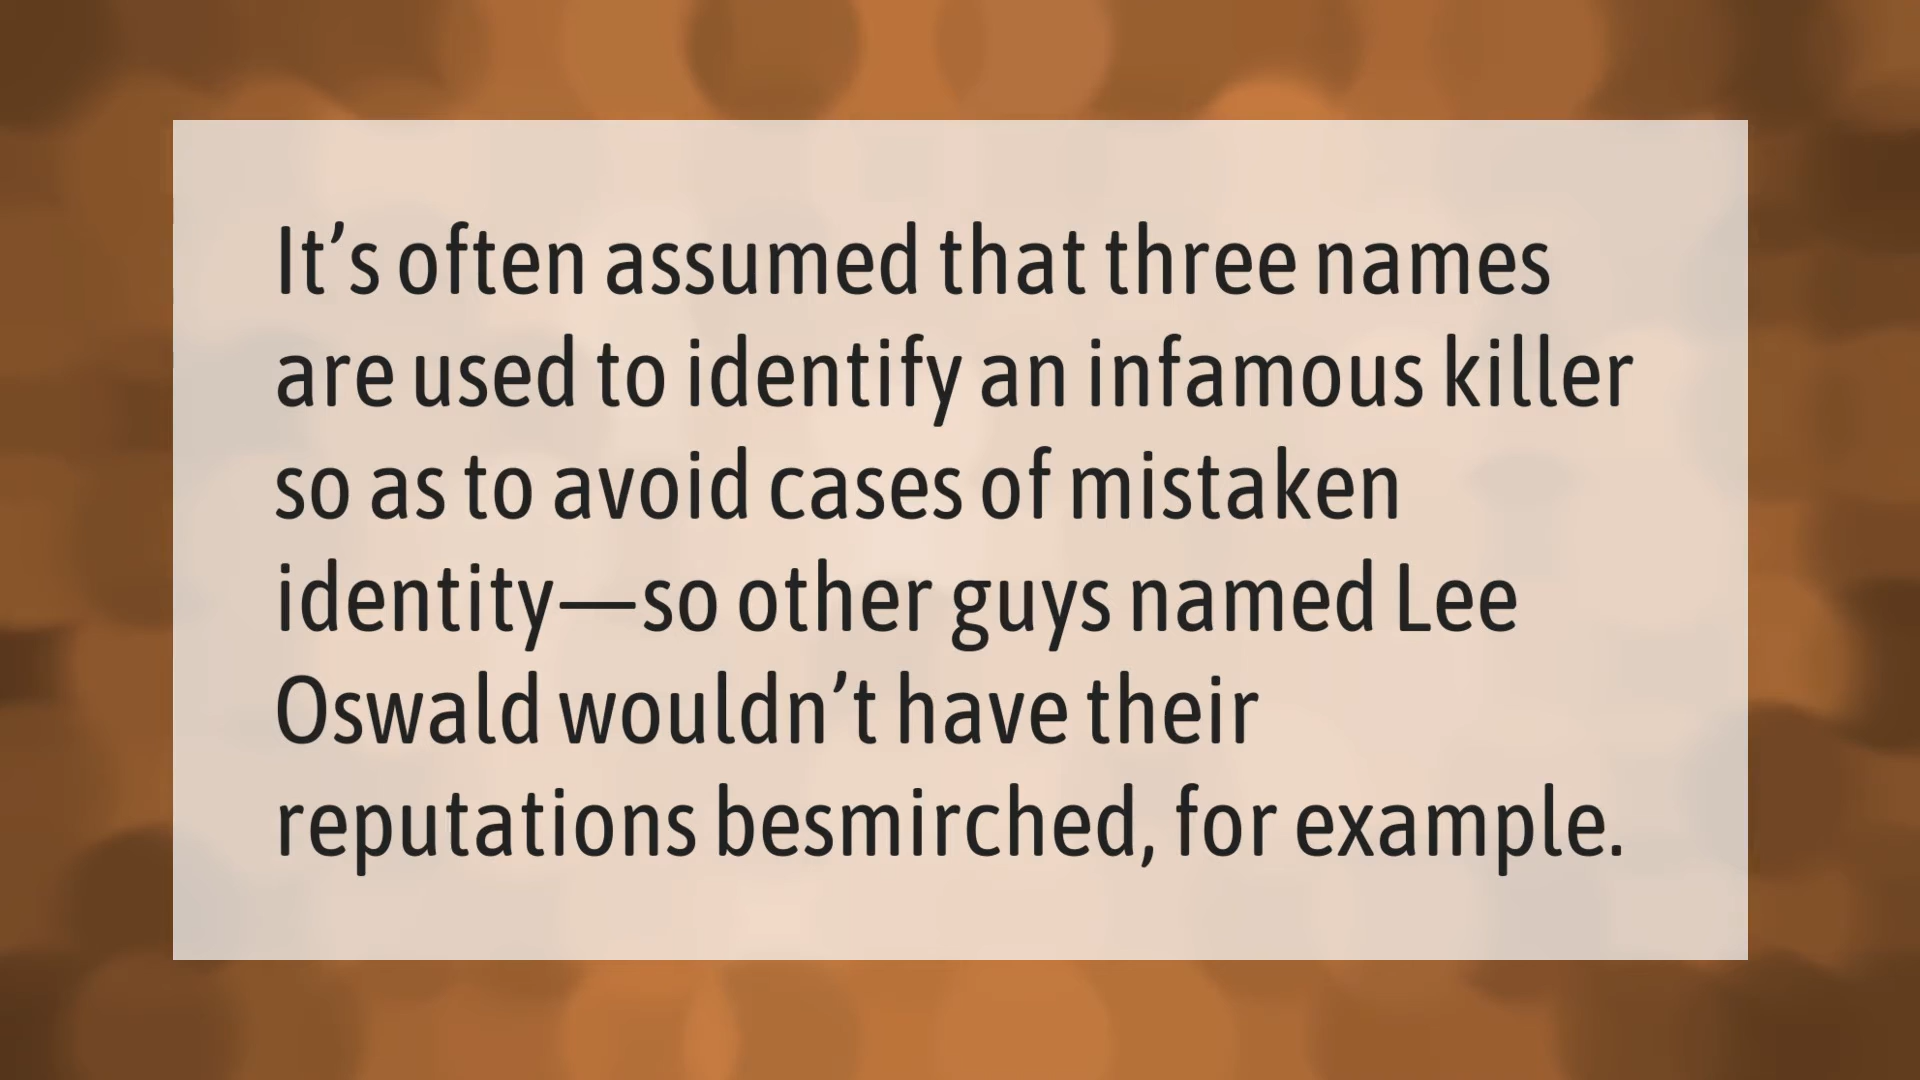 It’s often assumed that three names
are used to identify an infamous killer
so as to avoid cases of mistaken
identity—so other guys named Lee
Oswald wouldn’t have their
reputations besmirched, for example.